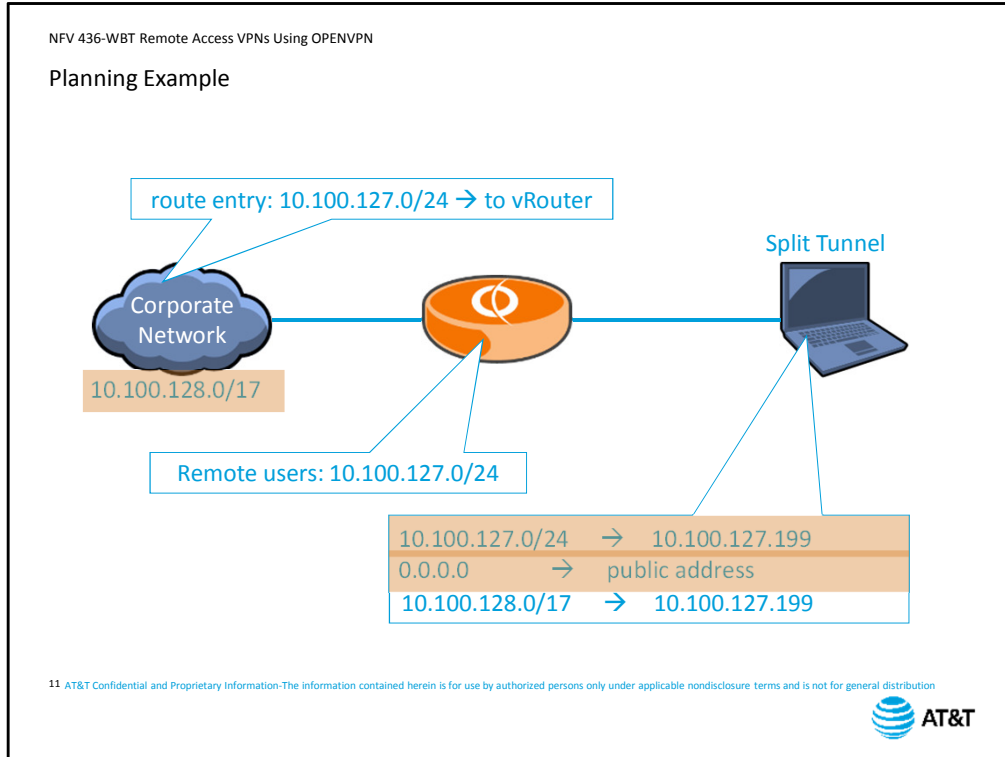 NFV 436-WBT Remote Access VPNs Using OPENVPN
Planning Example
route entry: 10.100.127.0/24 → to vRouter
Split Tunnel
Corporate
Network
10.100.128.0/17
Remote users: 10.100.127.0/24
10.100.127.0/24 → 10.100.127.199
0.0.0.0 → public address
10.100.128.0/17 → 10.100.127.199
11 AT&T Confidential and Proprietary Information-The information contained herein is for use by authorized persons only under applicable nondisclosure terms and is not for general distribution
AT&T